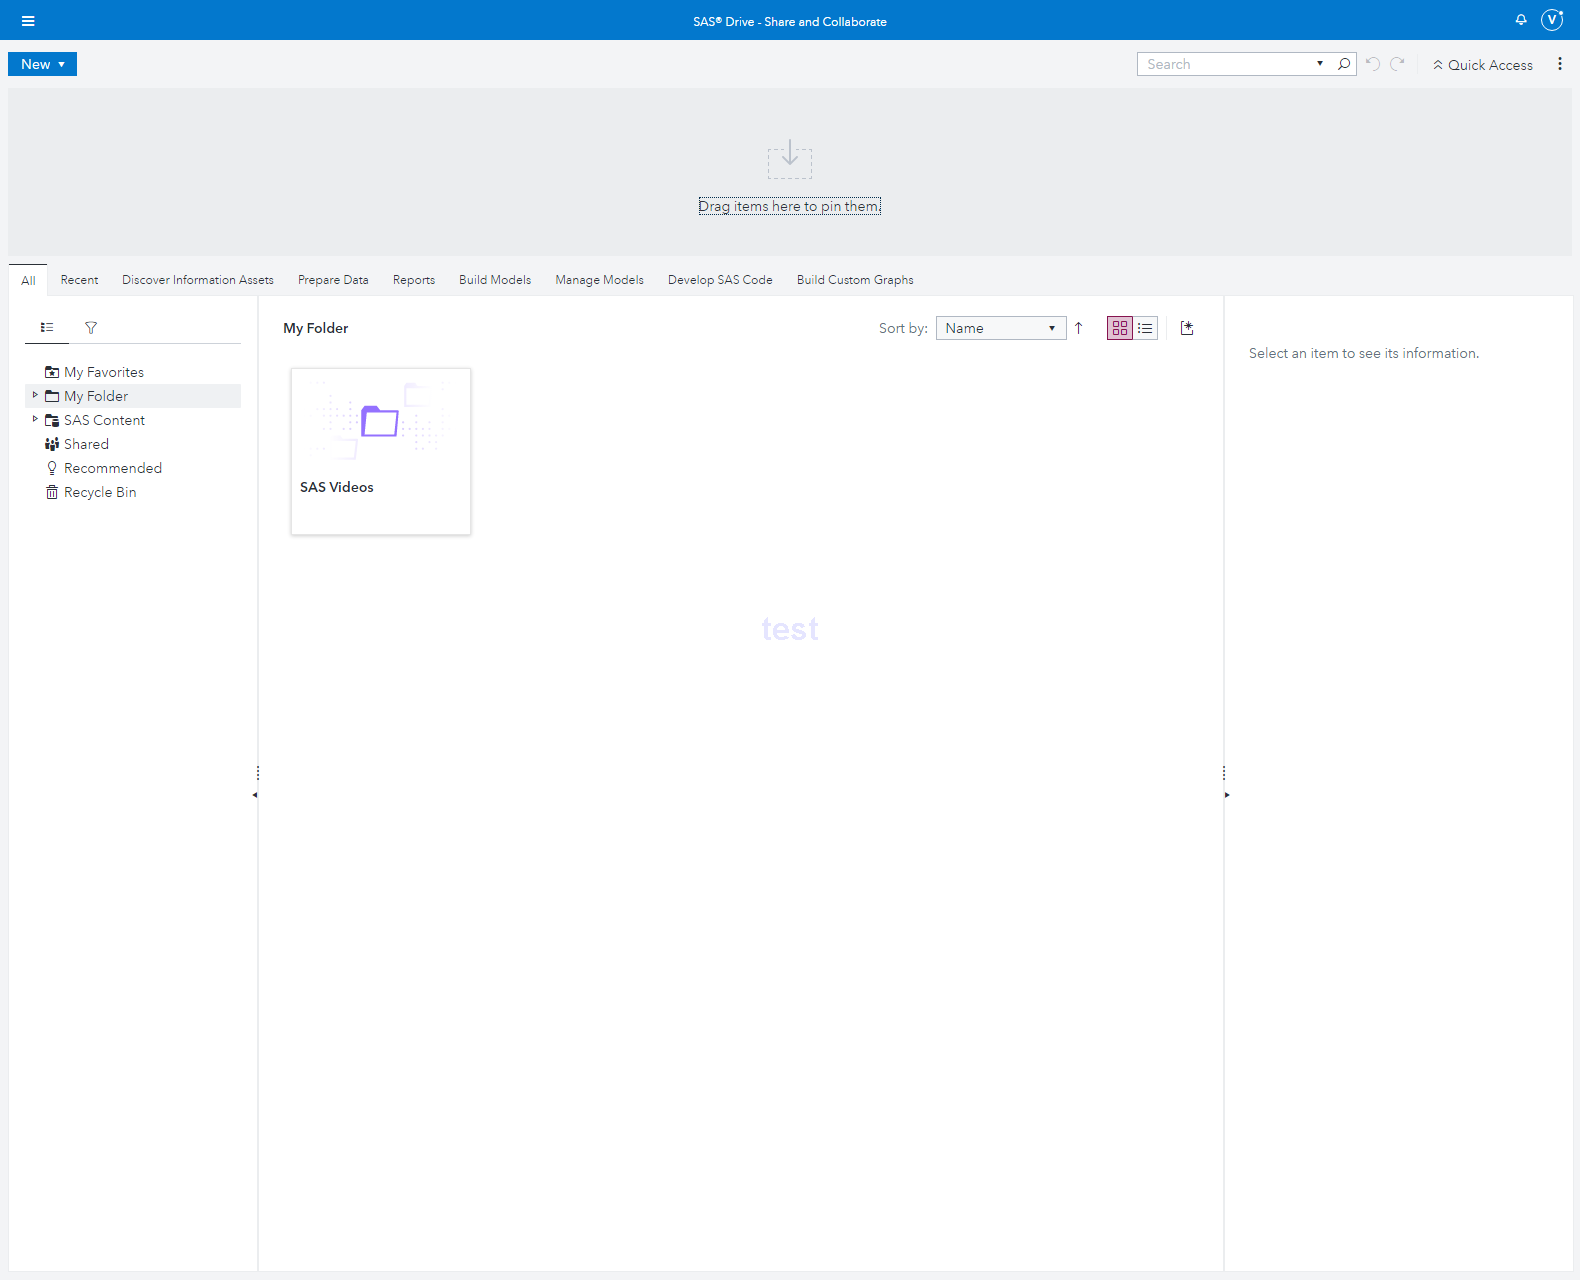 SAS® Drive - Share and Collaborate
V
New
Search
Quick Access
Drag items here to pin them.
All
Recent
Discover Information Assets
Prepare Data
Reports
Build Models
Manage Models
Develop SAS Code
Build Custom Graphs
My Folder
Sort by:
Name
Select an item to see its information.
My Favorites
My Folder
SAS Content
Shared
Recommended
Recycle Bin
SAS Videos
test